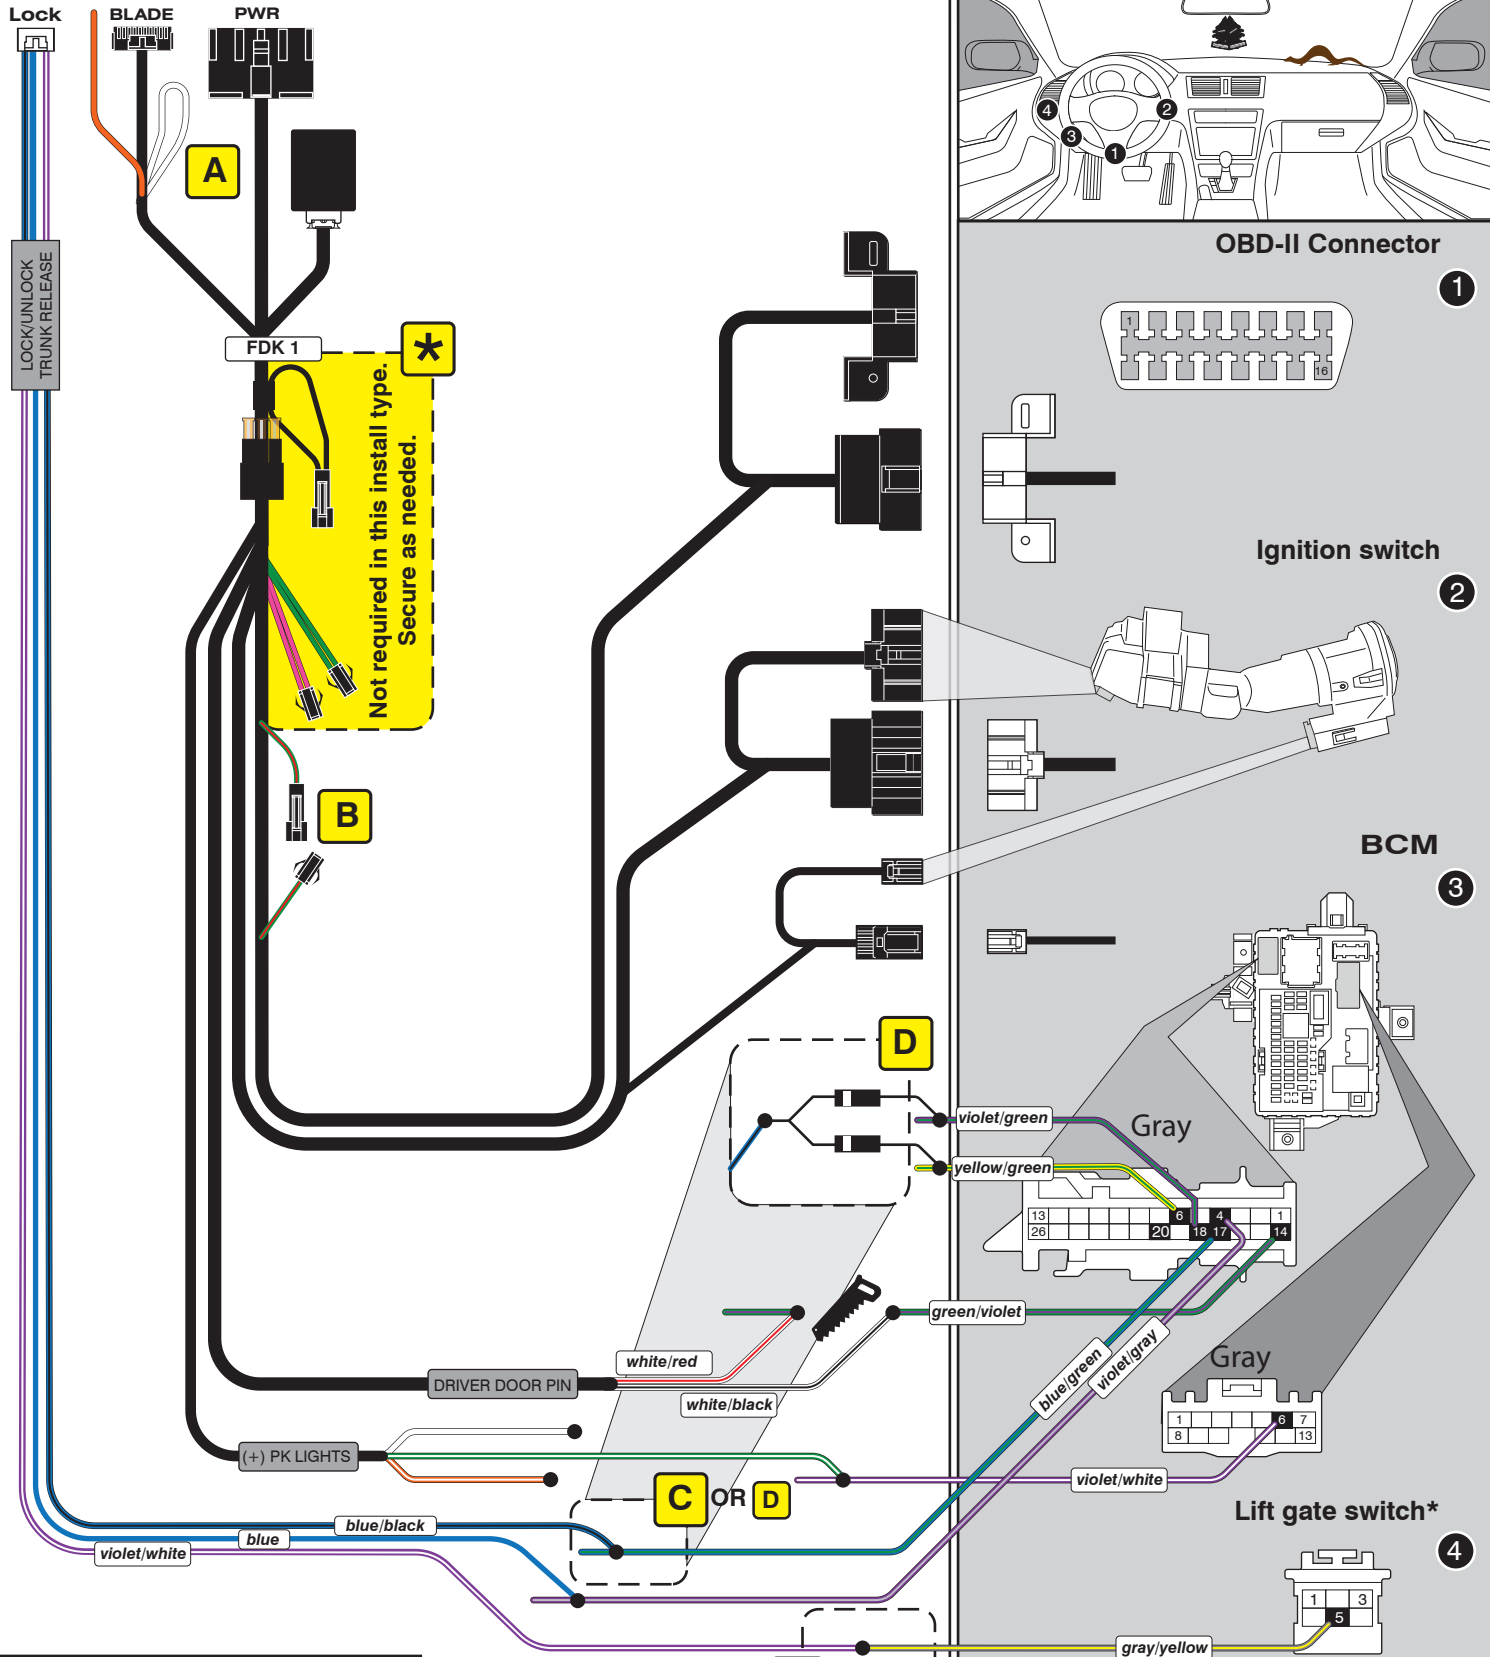 Lock
BLADE
PWR
A
LOCK/UNLOCK
TRUNK RELEASE
FDK 1
*
Not required in this install type.
Secure as needed.
B
4
3
2
1
OBD-II Connector
1
1
16
Ignition switch
2
BCM
3
D
violet/green
Gray
yellow/green
13
6
4
1
26
20
18
17
14
green/violet
white/red
DRIVER DOOR PIN
white/black
blue/green
violet/gray
Gray
1
6
7
8
13
(+) PK LIGHTS
violet/white
C OR D
Lift gate switch*
4
blue/black
blue
violet/white
1
3
5
gray/yellow